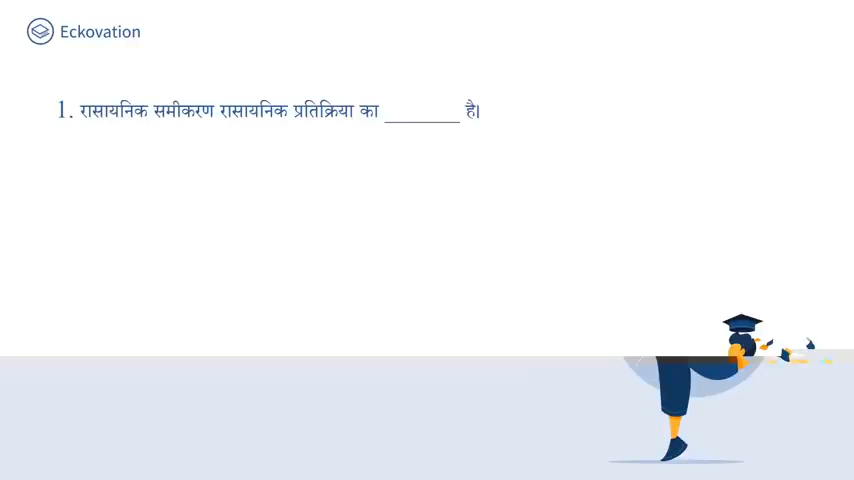 Eckovation
1. रासायनिक समीकरण रासायनिक प्रतिक्रिया का ________ है।